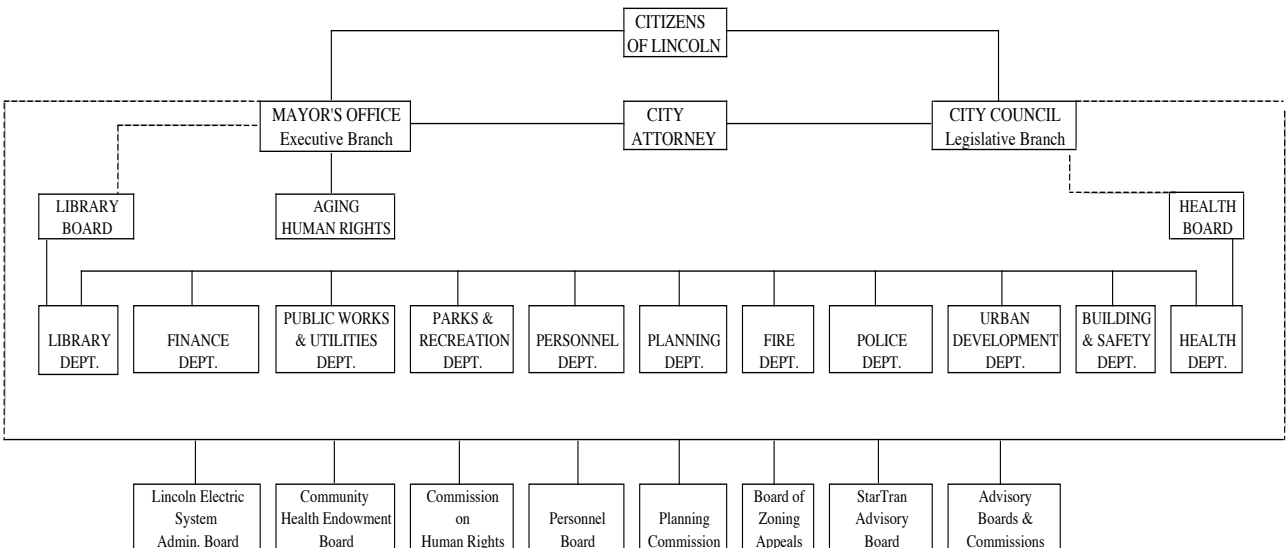 CITIZENS
OF LINCOLN
MAYOR'S OFFICE
Executive Branch
CITY
ATTORNEY
CITY COUNCIL
Legislative Branch
LIBRARY
BOARD
AGING
HUMAN RIGHTS
HEALTH
BOARD
LIBRARY
DEPT.
FINANCE
DEPT.
PUBLIC WORKS
& UTILITIES
DEPT.
PARKS &
RECREATION
DEPT.
PERSONNEL
DEPT.
PLANNING
DEPT.
FIRE
DEPT.
POLICE
DEPT.
URBAN
DEVELOPMENT
DEPT.
BUILDING
& SAFETY
DEPT.
HEALTH
DEPT.
Lincoln Electric
System
Admin. Board
Community
Health Endowment
Board
Commission
on
Human Rights
Personnel
Board
Planning
Commission
Board of
Zoning
Appeals
StarTran
Advisory
Board
Advisory
Boards &
Commissions